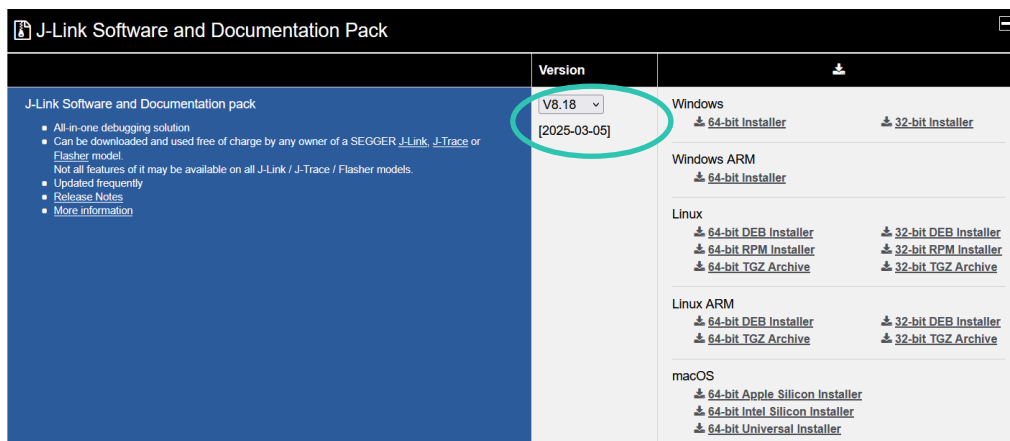 J-Link Software and Documentation Pack
Version
J-Link Software and Documentation pack
All-in-one debugging solution
Can be downloaded and used free of charge by any owner of a SEGGER J-Link, J-Trace or
Flasher model.
Not all features of it may be available on all J-Link / J-Trace / Flasher models.
Updated frequently
Release Notes
More information
V8.18
[2025-03-05]
Windows
64-bit Installer 32-bit Installer
Windows ARM
64-bit Installer
Linux
64-bit DEB Installer 32-bit DEB Installer
64-bit RPM Installer 32-bit RPM Installer
64-bit TGZ Archive 32-bit TGZ Archive
Linux ARM
64-bit DEB Installer 32-bit DEB Installer
64-bit TGZ Archive 32-bit TGZ Archive
macOS
64-bit Apple Silicon Installer
64-bit Intel Silicon Installer
64-bit Universal Installer